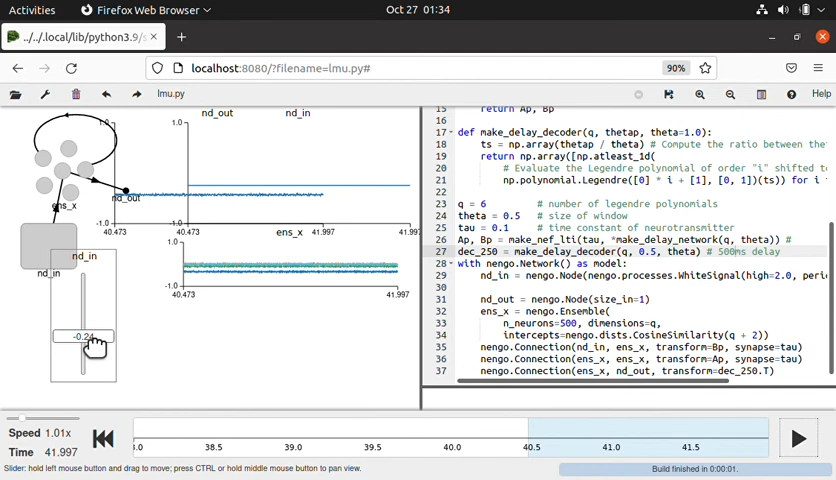 Activities
Firefox Web Browser
Oct 27 01:34
../../.local/lib/python3.9/s
localhost:8080/?filename=lmu.py#
90%
lmu.py
Help
nd_out
nd_in
1.0
1.0
nd_out
ens_x
-1.0
-1.0
40.473
40.473
41.997
41.997
nd_in
nd_in
-0.24
ens_x
1.0
-1.0
40.473
41.997
15 return Ap, Bp
16
17 def make_delay_decoder(q, thetap, theta=1.0):
18 ts = np.array(thetap / theta) # Compute the ratio between the
19 return np.array([np.atleast_1d(
20 # Evaluate the Legendre polynomial of order "i" shifted t
21 np.polynomial.Legendre([0] * i + [1], [0, 1])(ts)) for i
22
23 q = 6 # number of legendre polynomials
24 theta = 0.5 # size of window
25 tau = 0.1 # time constant of neurotransmitter
26 Ap, Bp = make_nef_lti(tau, *make_delay_network(q, theta)) #
27 dec_250 = make_delay_decoder(q, 0.5, theta) # 500ms delay
28 with nengo.Network() as model:
29 nd_in = nengo.Node(nengo.processes.WhiteSignal(high=2.0, peri
30
31 nd_out = nengo.Node(size_in=1)
32 ens_x = nengo.Ensemble(
33 n_neurons=500, dimensions=q,
34 intercepts=nengo.dists.CosineSimilarity(q + 2))
35 nengo.Connection(nd_in, ens_x, transform=Bp, synapse=tau)
36 nengo.Connection(ens_x, ens_x, transform=Ap, synapse=tau)
37 nengo.Connection(ens_x, nd_out, transform=dec_250.T)
Speed 1.01x
Time 41.997
38.5
39.0
39.5
40.0
40.5
41.0
41.5
Slider: hold left mouse button and drag to move; press CTRL or hold middle mouse button to pan view.
Build finished in 0:00:01.